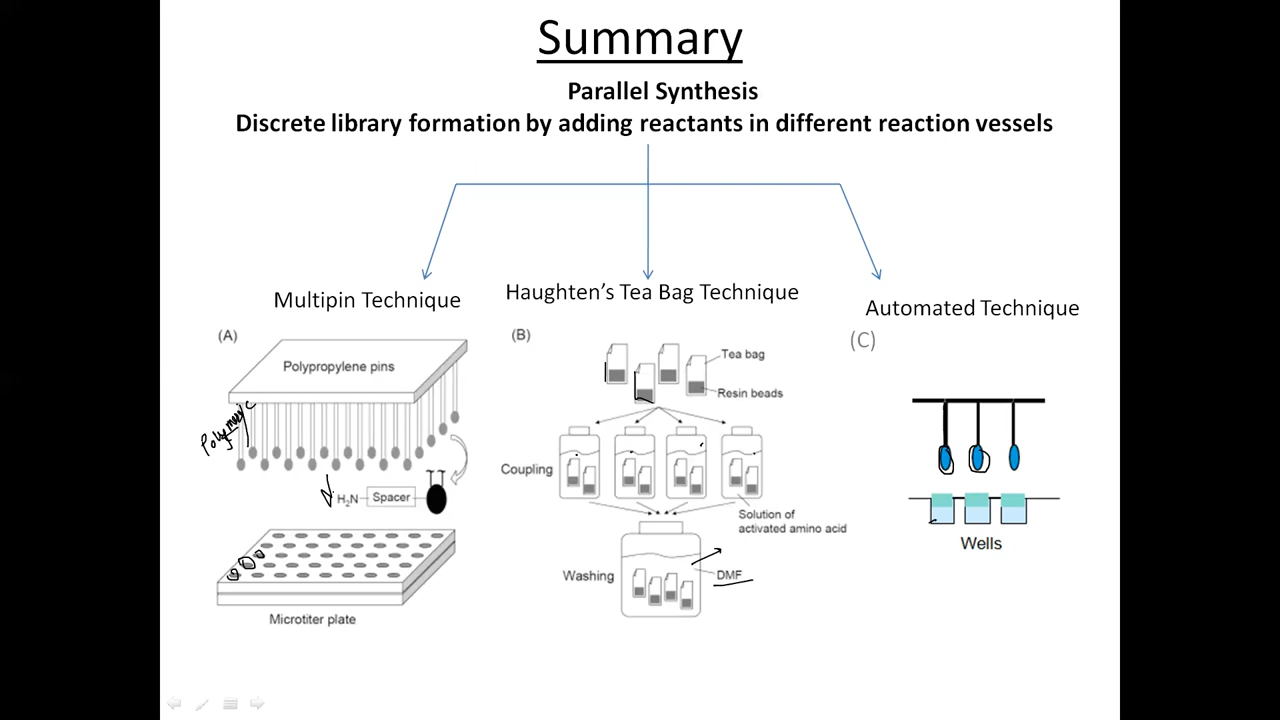 Summary
Parallel Synthesis
Discrete library formation by adding reactants in different reaction vessels
Multipin Technique
Haughten's Tea Bag Technique
Automated Technique
(A)
Polypropylene pins
Polymeric
H₂N
Spacer
Microtiter plate
(B)
Tea bag
Resin beads
Coupling
Solution of
activated amino acid
Washing
DMF
(C)
Wells